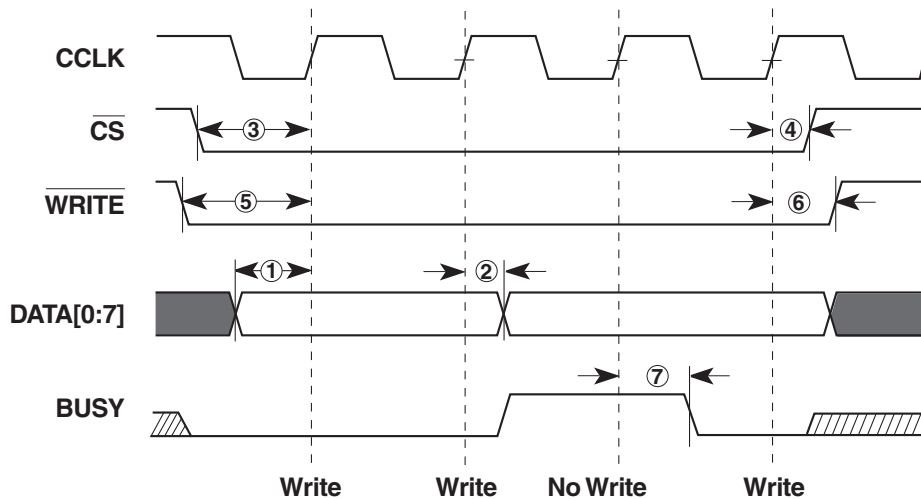 CCLK
CS
③ ④
WRITE
⑤ ⑥
① ②
DATA[0:7]
⑦
BUSY
Write Write No Write Write